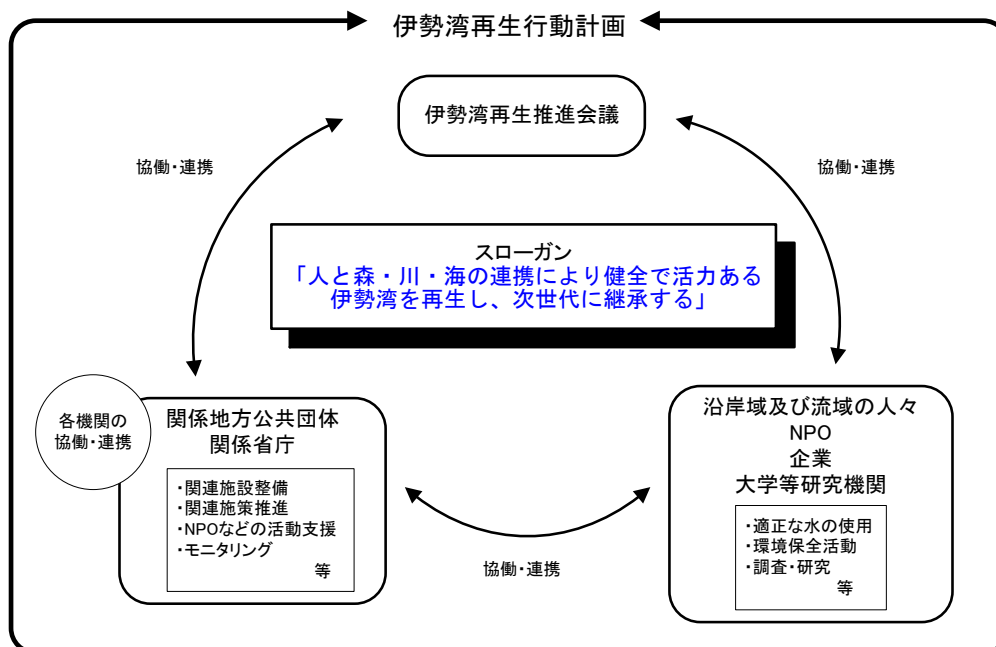 伊勢湾再生行動計画
伊勢湾再生推進会議
協働・連携
協働・連携
スローガン
「人と森・川・海の連携により健全で活力ある
伊勢湾を再生し、次世代に継承する」
各機関の
協働・連携
関係地方公共団体
関係省庁
・関連施設整備
・関連施策推進
・NPOなどの活動支援
・モニタリング
等
沿岸域及び流域の人々
NPO
企業
大学等研究機関
・適正な水の使用
・環境保全活動
・調査・研究
等
協働・連携